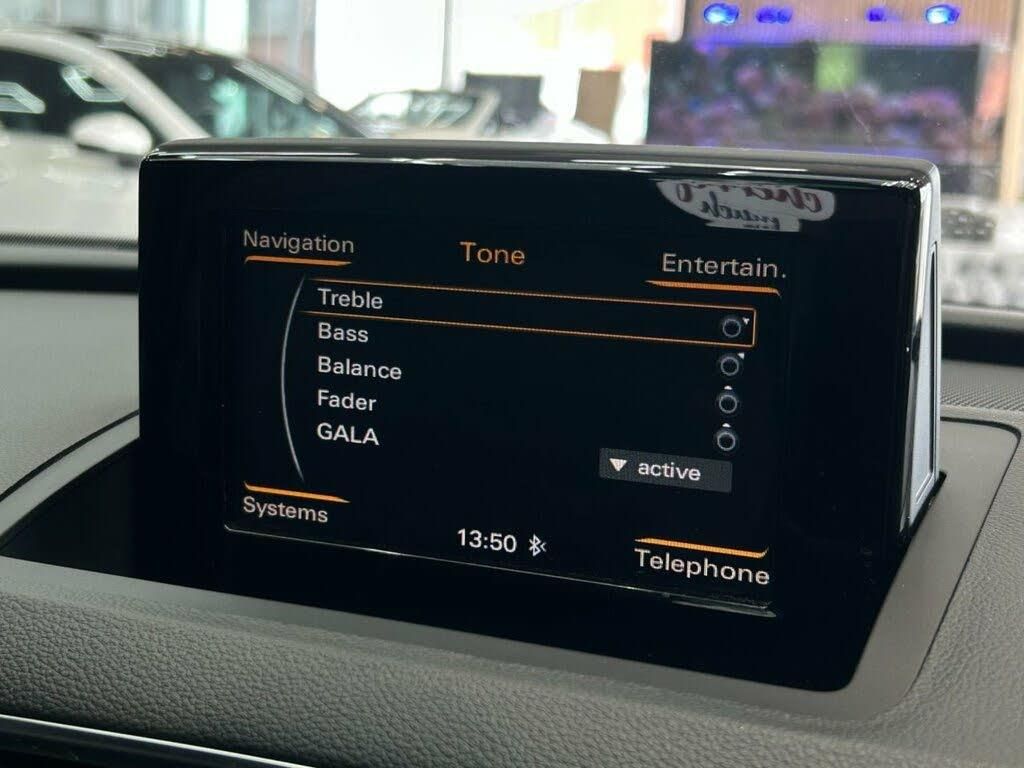 Navigation
Tone
Entertain.
Treble
Bass
Balance
Fader
GALA
active
Systems
13:50
Telephone